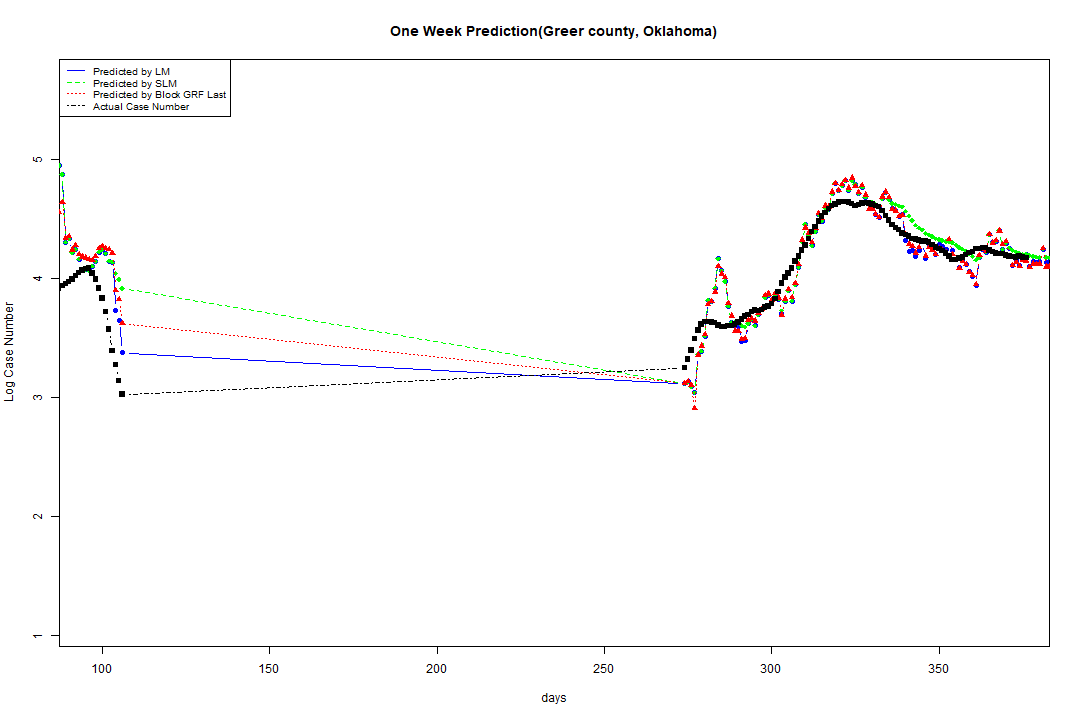 One Week Prediction(Greer county, Oklahoma)
Predicted by LM
Predicted by SLM
Predicted by Block GRF Last
Actual Case Number
5
4
3
2
1
Log Case Number
100 150 200 250 300 350
days